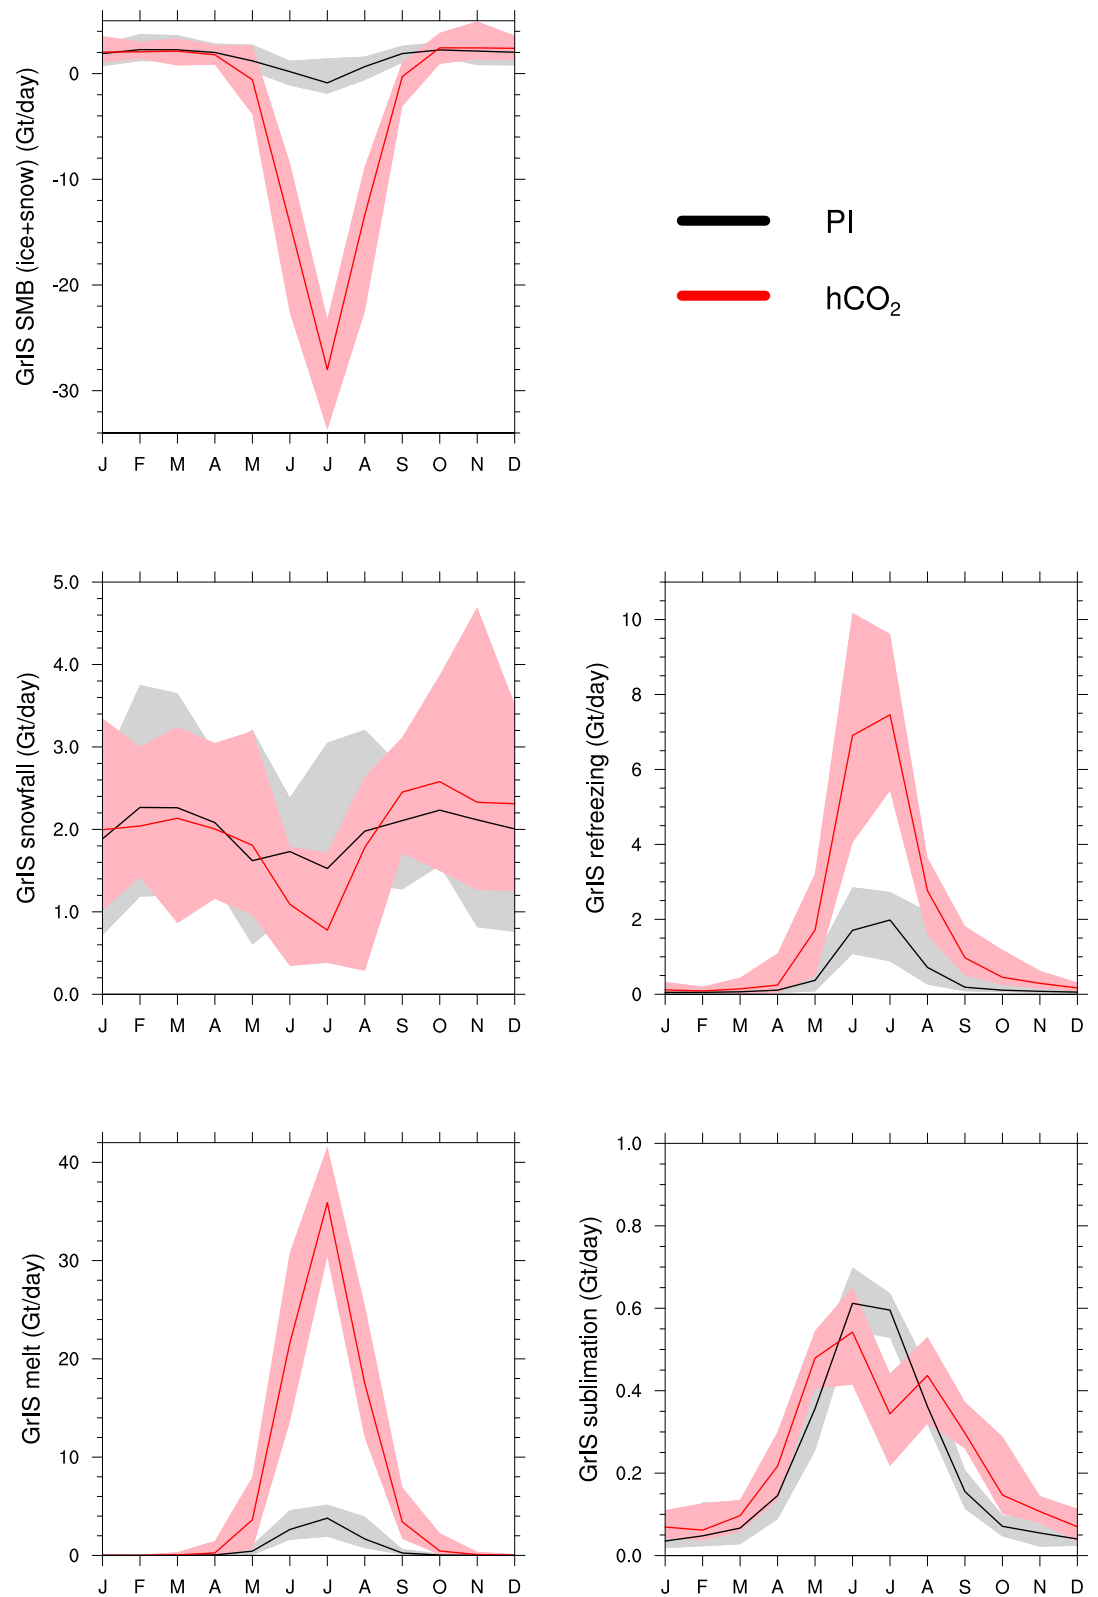 GrIS SMB (ice+snow) (Gt/day)
0
-10
-20
-30
J F M A M J J A S O N D
PI
hCO₂
GrIS snowfall (Gt/day)
5.0
4.0
3.0
2.0
1.0
0.0
J F M A M J J A S O N D
GrIS refreezing (Gt/day)
10
8
6
4
2
0
J F M A M J J A S O N D
GrIS melt (Gt/day)
40
30
20
10
0
J F M A M J J A S O N D
GrIS sublimation (Gt/day)
1.0
0.8
0.6
0.4
0.2
0.0
J F M A M J J A S O N D